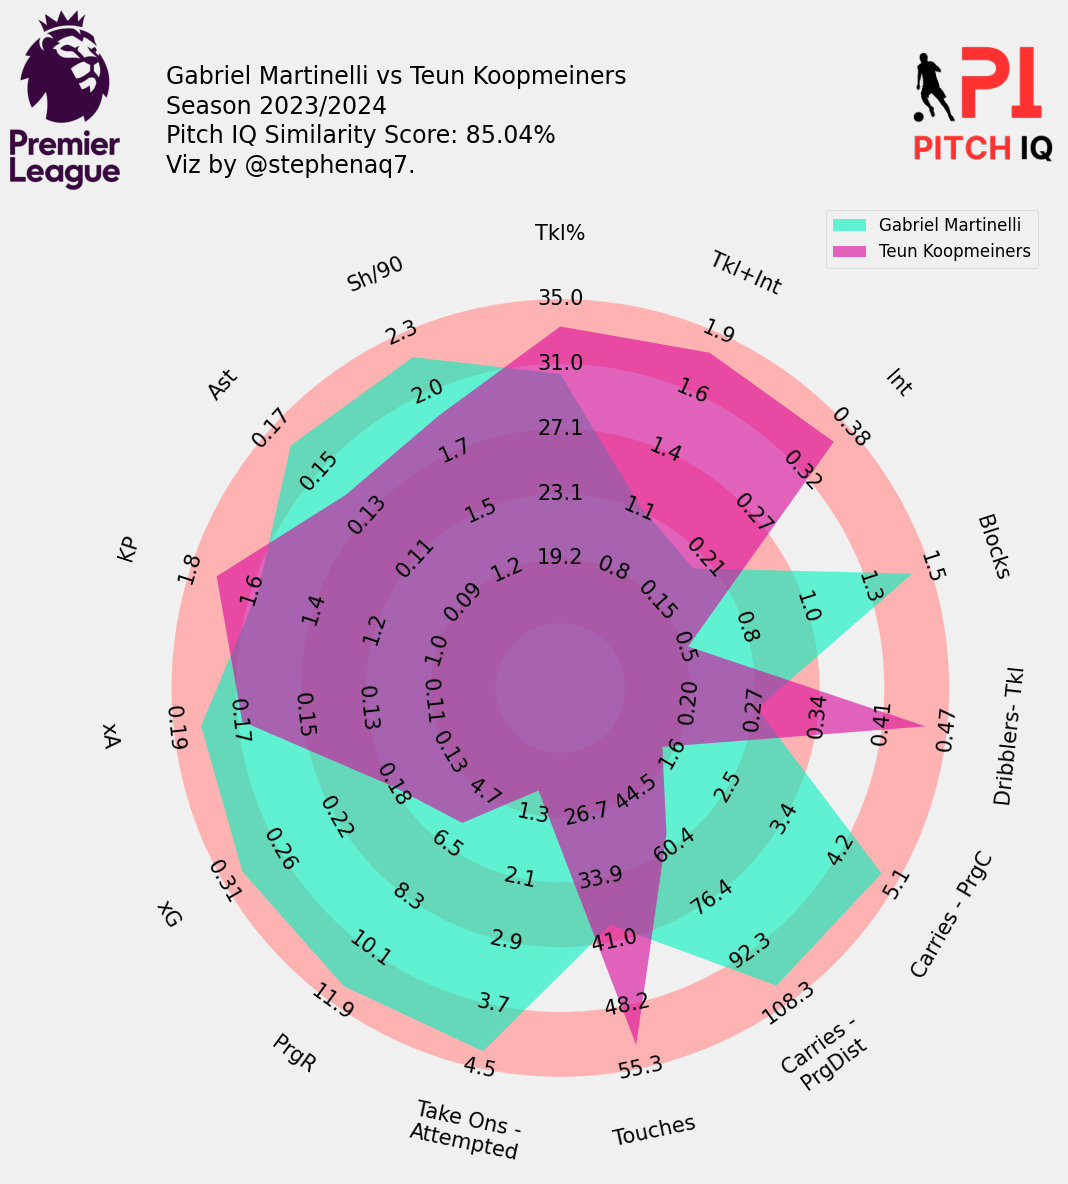 Gabriel Martinelli vs Teun Koopmeiners
Season 2023/2024
Pitch IQ Similarity Score: 85.04%
Viz by @stephenaq7.
Premier
League
PI
PITCH IQ
Gabriel Martinelli
Teun Koopmeiners
Tkl%
19.2
23.1
27.1
31.0
35.0
Tkl+Int
0.8
1.1
1.4
1.6
1.9
Int
0.15
0.21
0.27
0.32
0.38
Blocks
0.5
0.8
1.0
1.3
1.5
Dribblers- Tkl
0.20
0.27
0.34
0.41
0.47
Carries - PrgC
1.6
2.5
3.4
4.2
5.1
Carries -
PrgDist
44.5
60.4
76.4
92.3
108.3
Touches
26.7
33.9
41.0
48.2
55.3
Take Ons -
Attempted
1.3
2.1
2.9
3.7
4.5
PrgR
4.7
6.5
8.3
10.1
11.9
xG
0.13
0.18
0.22
0.26
0.31
xA
0.11
0.13
0.15
0.17
0.19
KP
1.0
1.2
1.4
1.6
1.8
Ast
0.09
0.11
0.13
0.15
0.17
Sh/90
1.2
1.5
1.7
2.0
2.3